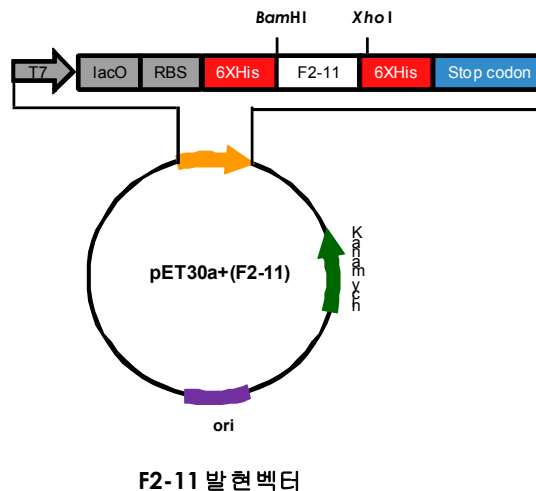 BamHI XhoI
T7 lacO RBS 6XHis F2-11 6XHis Stop codon
pET30a+(F2-11)
Kanamych
ori
F2-11 발현벡터